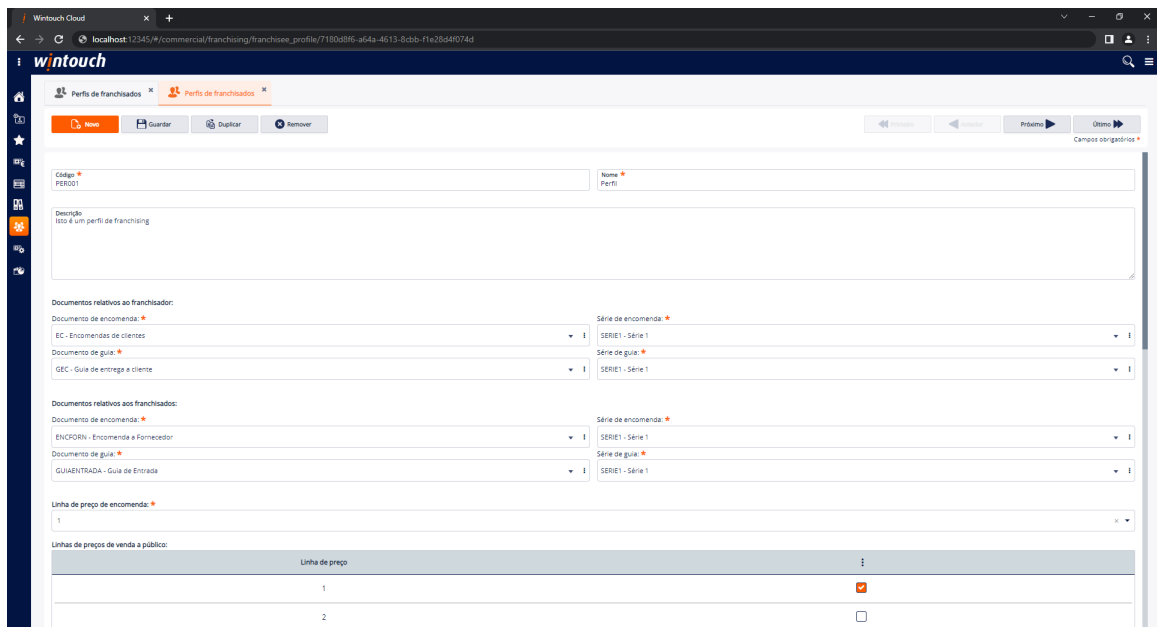 Wintouch Cloud
localhost:12345/#/commercial/franchising/franchisee_profile/7180d8f6-a64a-4613-8cbb-f1e28d4f074d
wintouch
Perfis de franchisados Perfis de franchisados
Novo Guardar Duplicar Remover Primeiro Anterior Próximo Último
Campos obrigatórios *
Código * Nome *
PER001 Perfil
Descrição
Isto é um perfil de franchising
Documentos relativos ao franchisador:
Documento de encomenda: * Série de encomenda: *
EC - Encomendas de clientes SERIE1 - Série 1
Documento de guia: * Série de guia: *
GEC - Guia de entrega a cliente SERIE1 - Série 1
Documentos relativos aos franchisados:
Documento de encomenda: * Série de encomenda: *
ENCFORN - Encomenda a Fornecedor SERIE1 - Série 1
Documento de guia: * Série de guia: *
GUIAENTRADA - Guia de Entrada SERIE1 - Série 1
Linha de preço de encomenda: *
1
Linhas de preços de venda a público:
Linha de preço
1
2